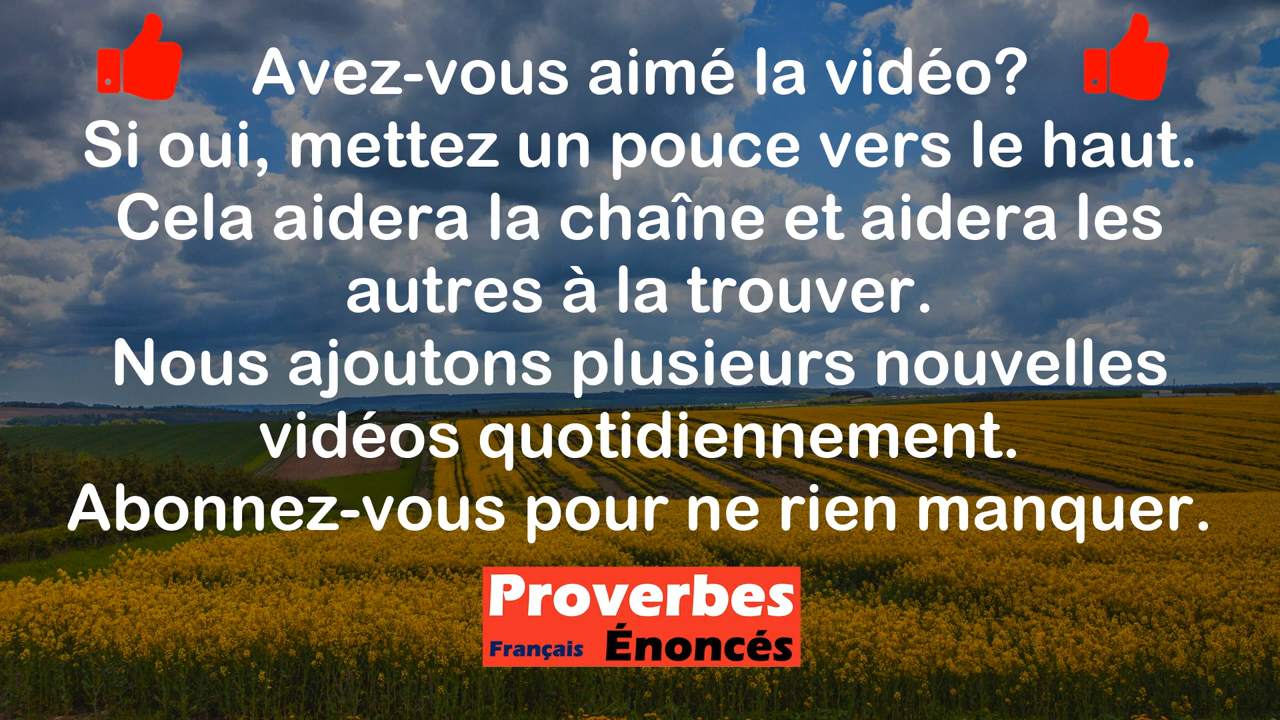 Avez-vous aimé la vidéo?
Si oui, mettez un pouce vers le haut.
Cela aidera la chaîne et aidera les
autres à la trouver.
Nous ajoutons plusieurs nouvelles
vidéos quotidiennement.
Abonnez-vous pour ne rien manquer.
Proverbes
Français Énoncés